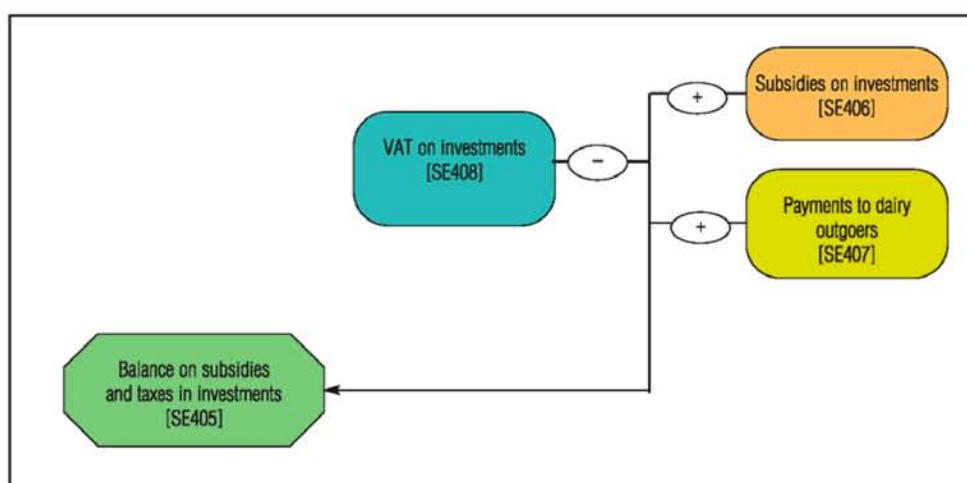 Subsidies on investments
[SE406]
+
VAT on investments
[SE408]
−
Payments to dairy
outgoers
[SE407]
+
Balance on subsidies
and taxes in investments
[SE405]